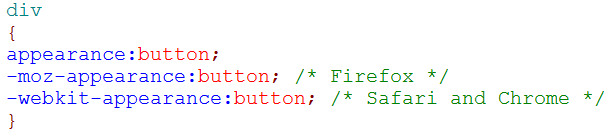 div
{
appearance:button;
-moz-appearance:button; /* Firefox */
-webkit-appearance:button; /* Safari and Chrome */
}